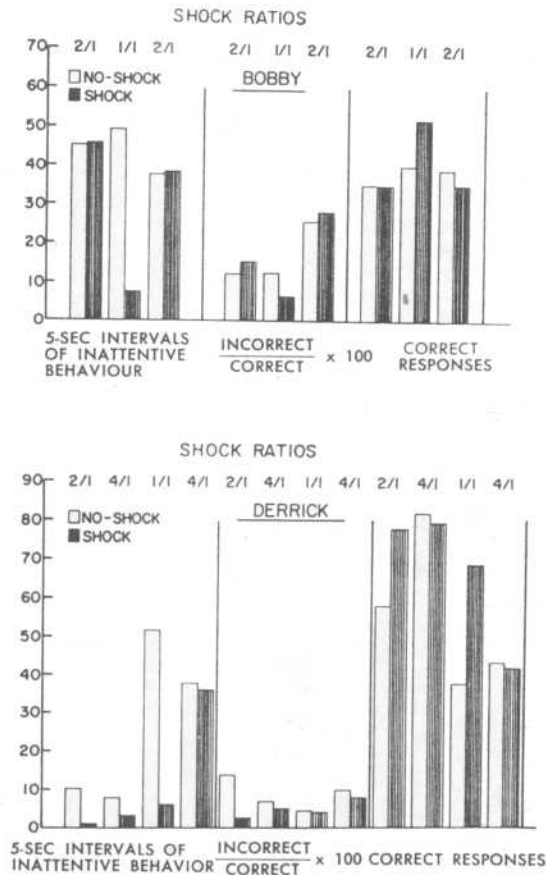 SHOCK RATIOS
70
2/1 1/1 2/1 2/1 1/1 2/1 2/1 1/1 2/1
NO-SHOCK
BOBBY
60
SHOCK
50
40
30
20
10
0
5-SEC INTERVALS
OF INATTENTIVE
BEHAVIOUR
INCORRECT
CORRECT
x 100
CORRECT
RESPONSES
SHOCK RATIOS
90
2/1 4/1 1/1 4/1 2/1 4/1 1/1 4/1 2/1 4/1 1/1 4/1
NO-SHOCK
DERRICK
80
SHOCK
70
60
50
40
30
20
10
0
5-SEC INTERVALS OF
INATTENTIVE BEHAVIOR
INCORRECT
CORRECT
x 100 CORRECT RESPONSES